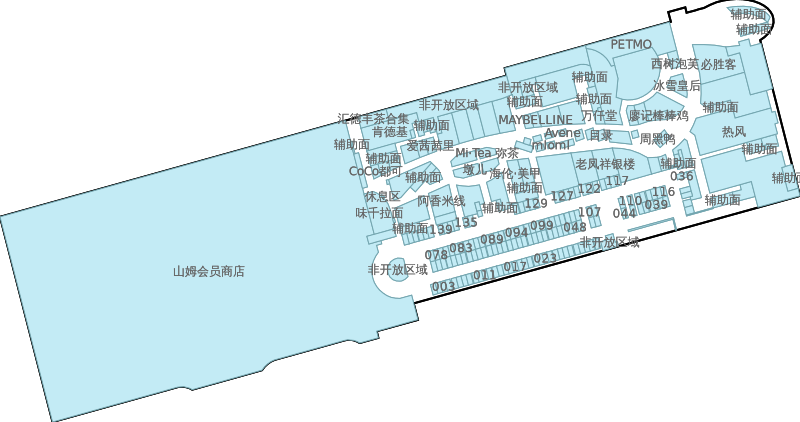 辅助面
辅助面
PETMO
西树泡芙
必胜客
辅助面
冰雪皇后
非开放区域
辅助面
辅助面
非开放区域
辅助面
汇德丰茶合集
MAYBELLINE
万仟堂
廖记棒棒鸡
辅助面
肯德基
Avene
目录
周黑鸭
热风
辅助面
爱茜茜里
miomi
辅助面
辅助面
Mi·Tea 弥茶
老凤祥银楼
辅助面
CoCo都可
辅助面
墩儿
海伦·美甲
117
036
辅助面
休息区
辅助面
122
116
阿香米线
127
110
039
辅助面
味千拉面
辅助面
129
107
044
辅助面
139
135
099
048
094
089
非开放区域
083
078
023
017
011
003
非开放区域
山姆会员商店